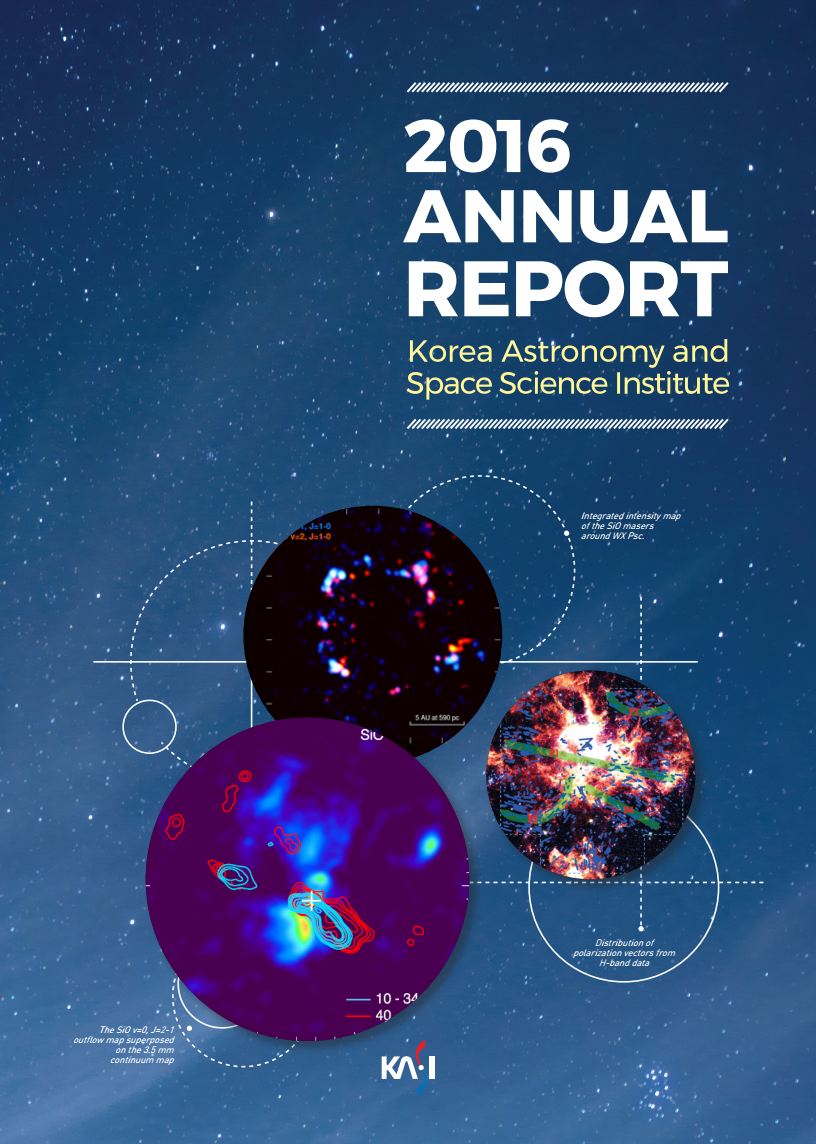 2016
ANNUAL
REPORT
Korea Astronomy and
Space Science Institute
Integrated intensity map
of the SiO masers
around WX Psc.
J=1-0
v=2, J=1-0
5 AU at 590 pc
SiO
10 - 34
40
Distribution of
polarization vectors from
H-band data
The SiO v=0, J=2-1
outflow map superposed
on the 3.5 mm
continuum map
KASI